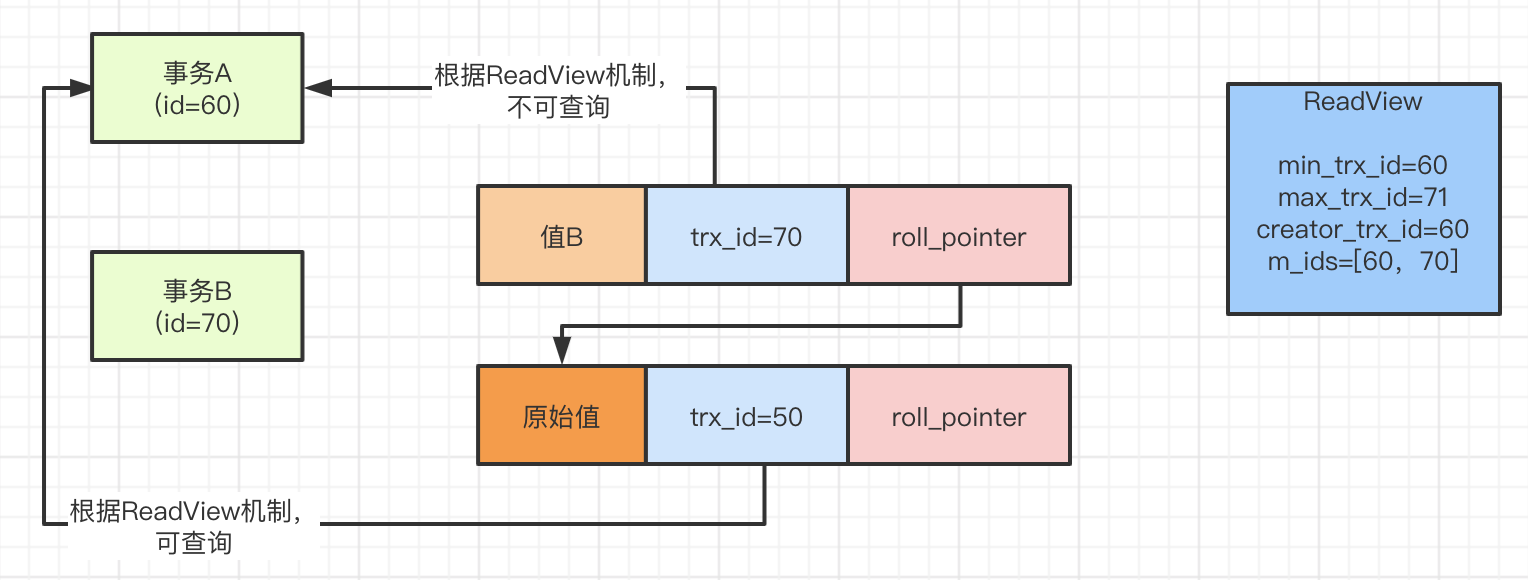 事务A
(id=60)
根据ReadView机制，
不可查询
ReadView
min_trx_id=60
max_trx_id=71
creator_trx_id=60
m_ids=[60，70]
值B
trx_id=70
roll_pointer
事务B
(id=70)
原始值
trx_id=50
roll_pointer
根据ReadView机制，
可查询